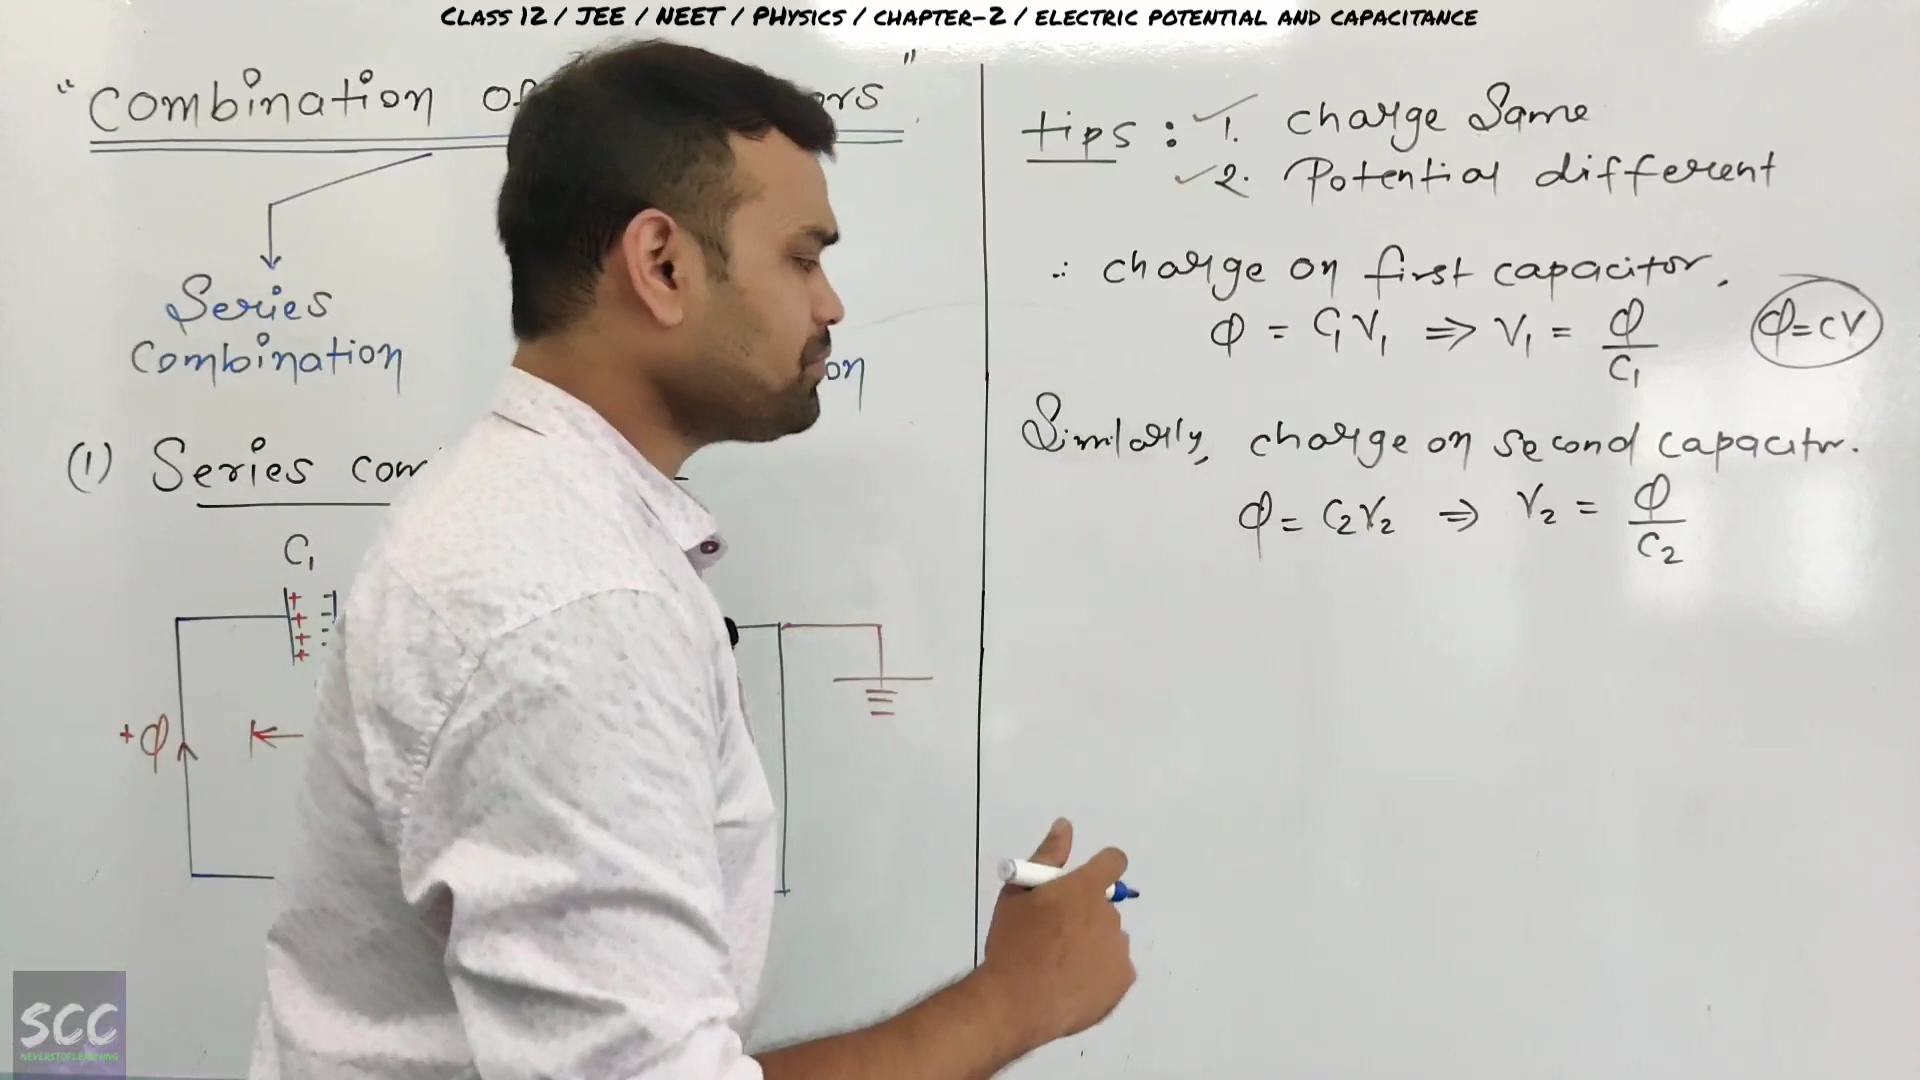 CLASS 12 / JEE / NEET / PHYSICS / CHAPTER-2 / ELECTRIC POTENTIAL AND CAPACITANCE
"Combination of
Series
Combination
(1) Series com
C₁
+ + + +
+Q
tips : 1. charge Same
2. Potential different
∴ charge on first capacitor.
Q = C₁V₁ ⇒ V₁ = Q/C₁
Q=CV
Similarly, charge on second capacitor.
Q = C₂V₂ ⇒ V₂ = Q/C₂
SCC
NEVERSTOPLEARNING